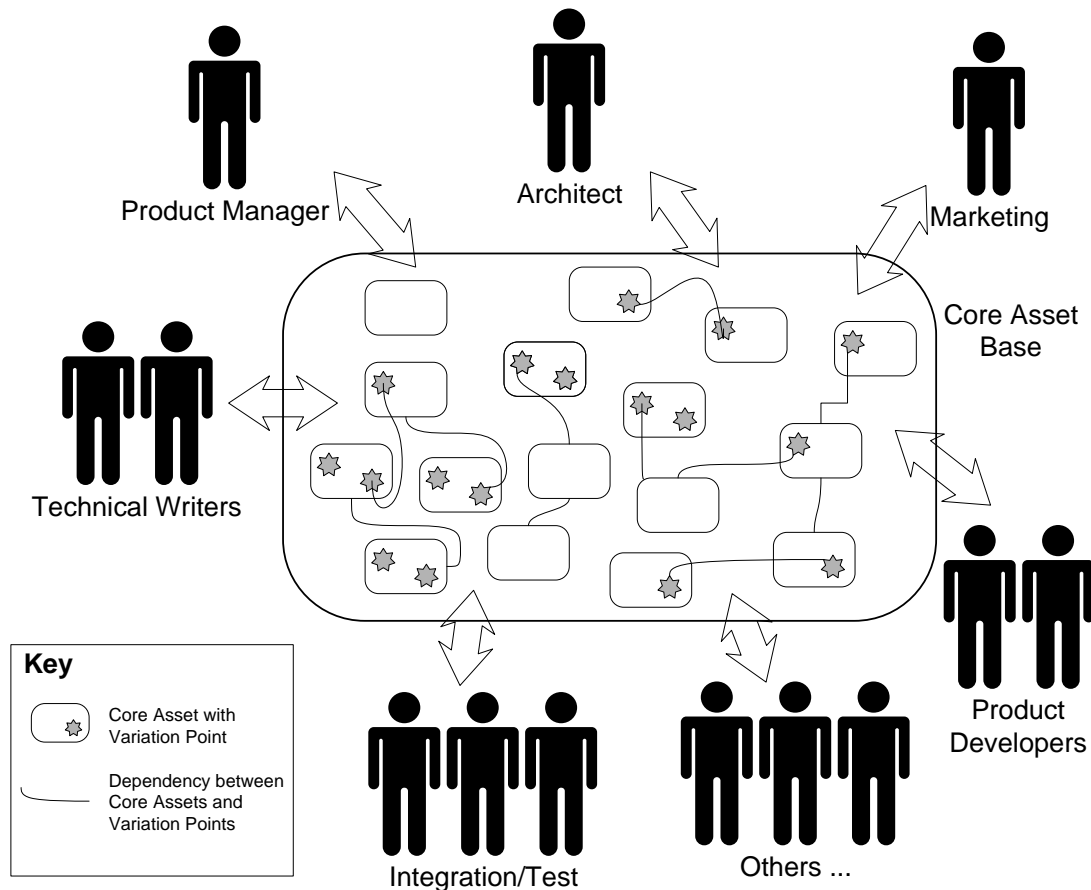 Product Manager
Architect
Marketing
Core Asset
Base
Technical Writers
Product
Developers
Key
Core Asset with
Variation Point
Dependency between
Core Assets and
Variation Points
Integration/Test
Others ...